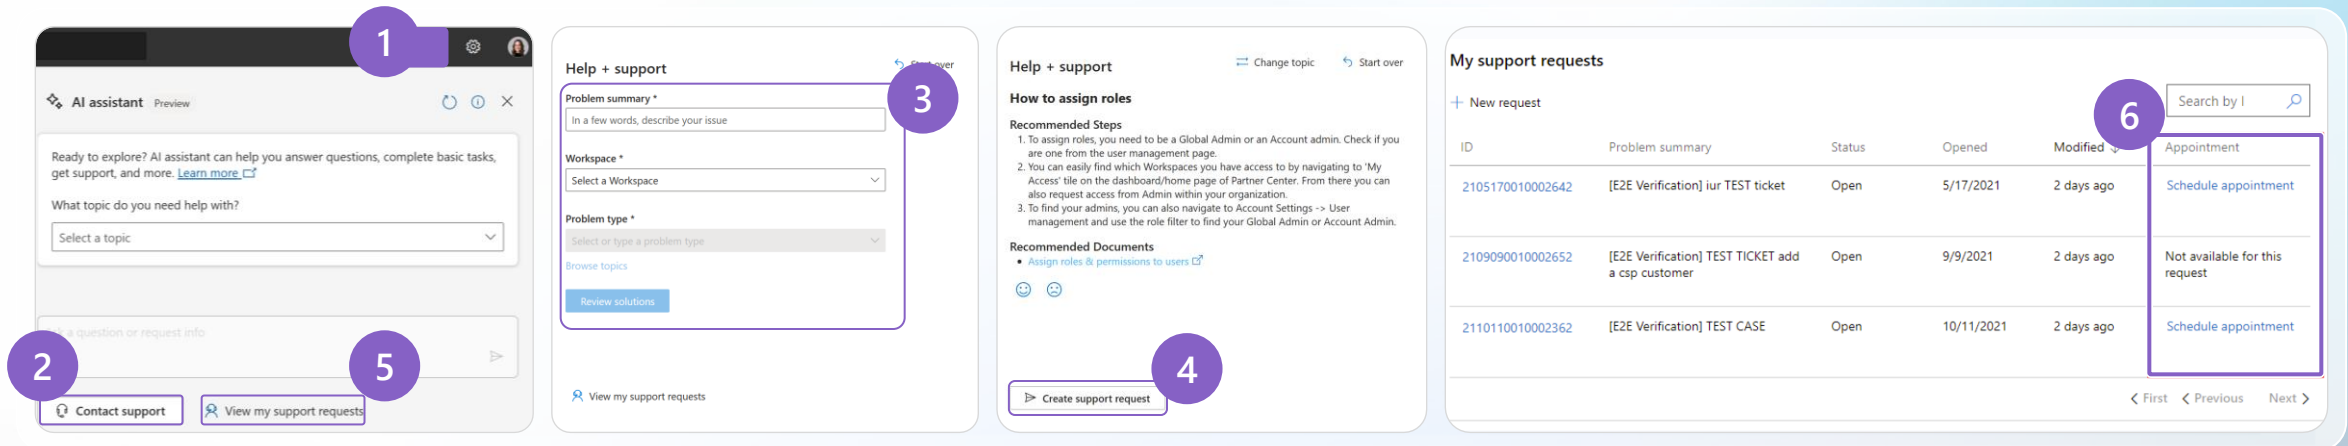 1
AI assistant Preview
Ready to explore? AI assistant can help you answer questions, complete basic tasks,
get support, and more. Learn more
What topic do you need help with?
Select a topic
a question or request info
2
5
Contact support
View my support requests
Help + support
Start over
3
Problem summary *
In a few words, describe your issue
Workspace *
Select a Workspace
Problem type *
Select or type a problem type
Browse topics
Review solutions
View my support requests
Help + support
Change topic
Start over
How to assign roles
Recommended Steps
1. To assign roles, you need to be a Global Admin or an Account admin. Check if you
are one from the user management page.
2. You can easily find which Workspaces you have access to by navigating to 'My
Access' tile on the dashboard/home page of Partner Center. From there you can
also request access from Admin within your organization.
3. To find your admins, you can also navigate to Account Settings -> User
management and use the role filter to find your Global Admin or Account Admin.
Recommended Documents
• Assign roles & permissions to users
4
Create support request
My support requests
New request
Search by I
6
ID Problem summary Status Opened Modified Appointment
2105170010002642 [E2E Verification] iur TEST ticket Open 5/17/2021 2 days ago Schedule appointment
2109090010002652 [E2E Verification] TEST TICKET add Open 9/9/2021 2 days ago Not available for this
a csp customer request
2110110010002362 [E2E Verification] TEST CASE Open 10/11/2021 2 days ago Schedule appointment
First Previous Next